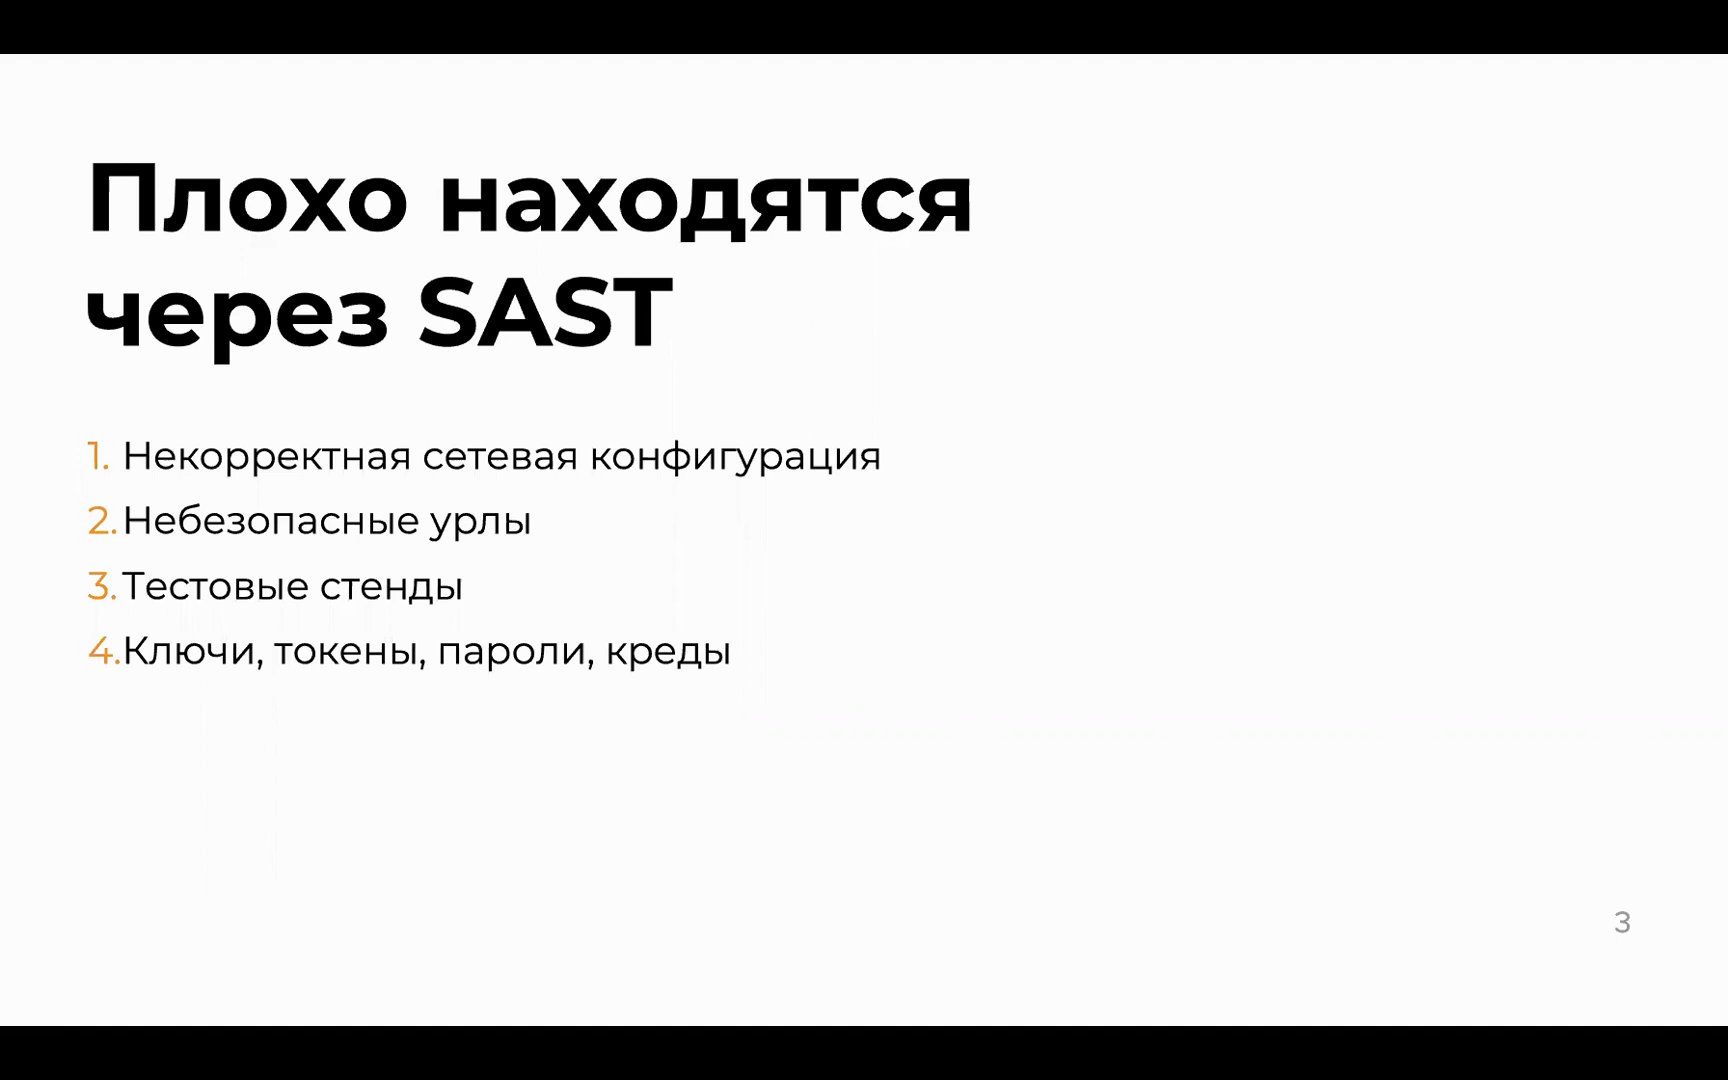 Плохо находятся
через SAST
1. Некорректная сетевая конфигурация
2. Небезопасные урлы
3. Тестовые стенды
4. Ключи, токены, пароли, креды
3